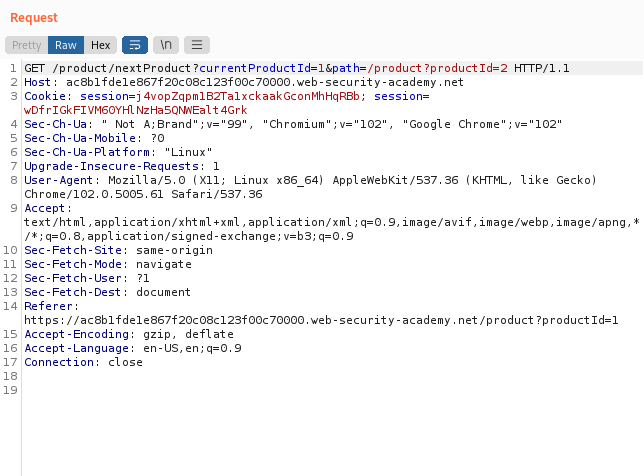 Request
Pretty Raw Hex \n
1 GET /product/nextProduct?currentProductId=1&path=/product?productId=2 HTTP/1.1
2 Host: ac8b1fde1e867f20c08c123f00c70000.web-security-academy.net
3 Cookie: session=j4vopZqpm1B2Ta1xckaakGconMhHqRBb; session=
wDfrIGkFIVM6OYHlNzHa5QNWEalt4Grk
4 Sec-Ch-Ua: " Not A;Brand";v="99", "Chromium";v="102", "Google Chrome";v="102"
5 Sec-Ch-Ua-Mobile: ?0
6 Sec-Ch-Ua-Platform: "Linux"
7 Upgrade-Insecure-Requests: 1
8 User-Agent: Mozilla/5.0 (X11; Linux x86_64) AppleWebKit/537.36 (KHTML, like Gecko)
Chrome/102.0.5005.61 Safari/537.36
9 Accept:
text/html,application/xhtml+xml,application/xml;q=0.9,image/avif,image/webp,image/apng,*
/*;q=0.8,application/signed-exchange;v=b3;q=0.9
10 Sec-Fetch-Site: same-origin
11 Sec-Fetch-Mode: navigate
12 Sec-Fetch-User: ?1
13 Sec-Fetch-Dest: document
14 Referer:
https://ac8b1fde1e867f20c08c123f00c70000.web-security-academy.net/product?productId=1
15 Accept-Encoding: gzip, deflate
16 Accept-Language: en-US,en;q=0.9
17 Connection: close
18
19